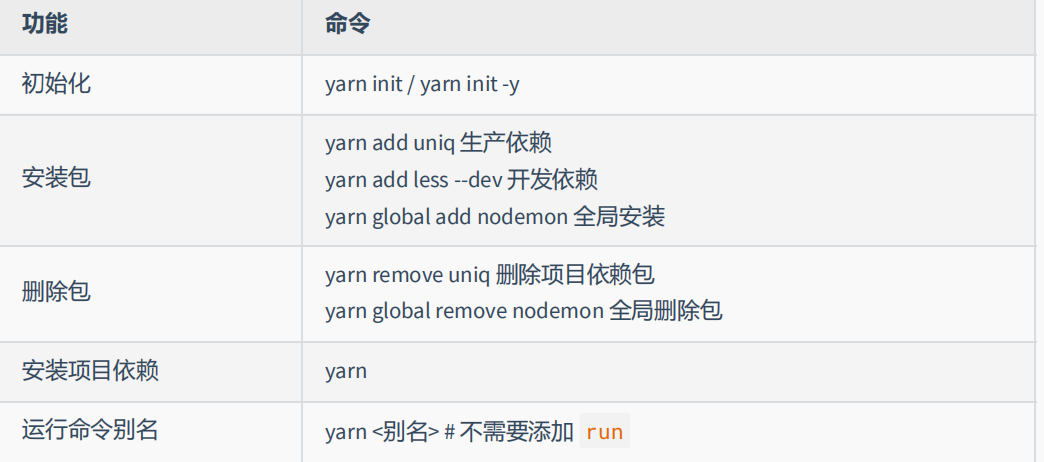 功能 命令
初始化 yarn init / yarn init -y
yarn add uniq 生产依赖
安装包 yarn add less --dev 开发依赖
yarn global add nodemon 全局安装
yarn remove uniq 删除项目依赖包
删除包
yarn global remove nodemon 全局删除包
安装项目依赖 yarn
运行命令别名 yarn <别名> # 不需要添加 run